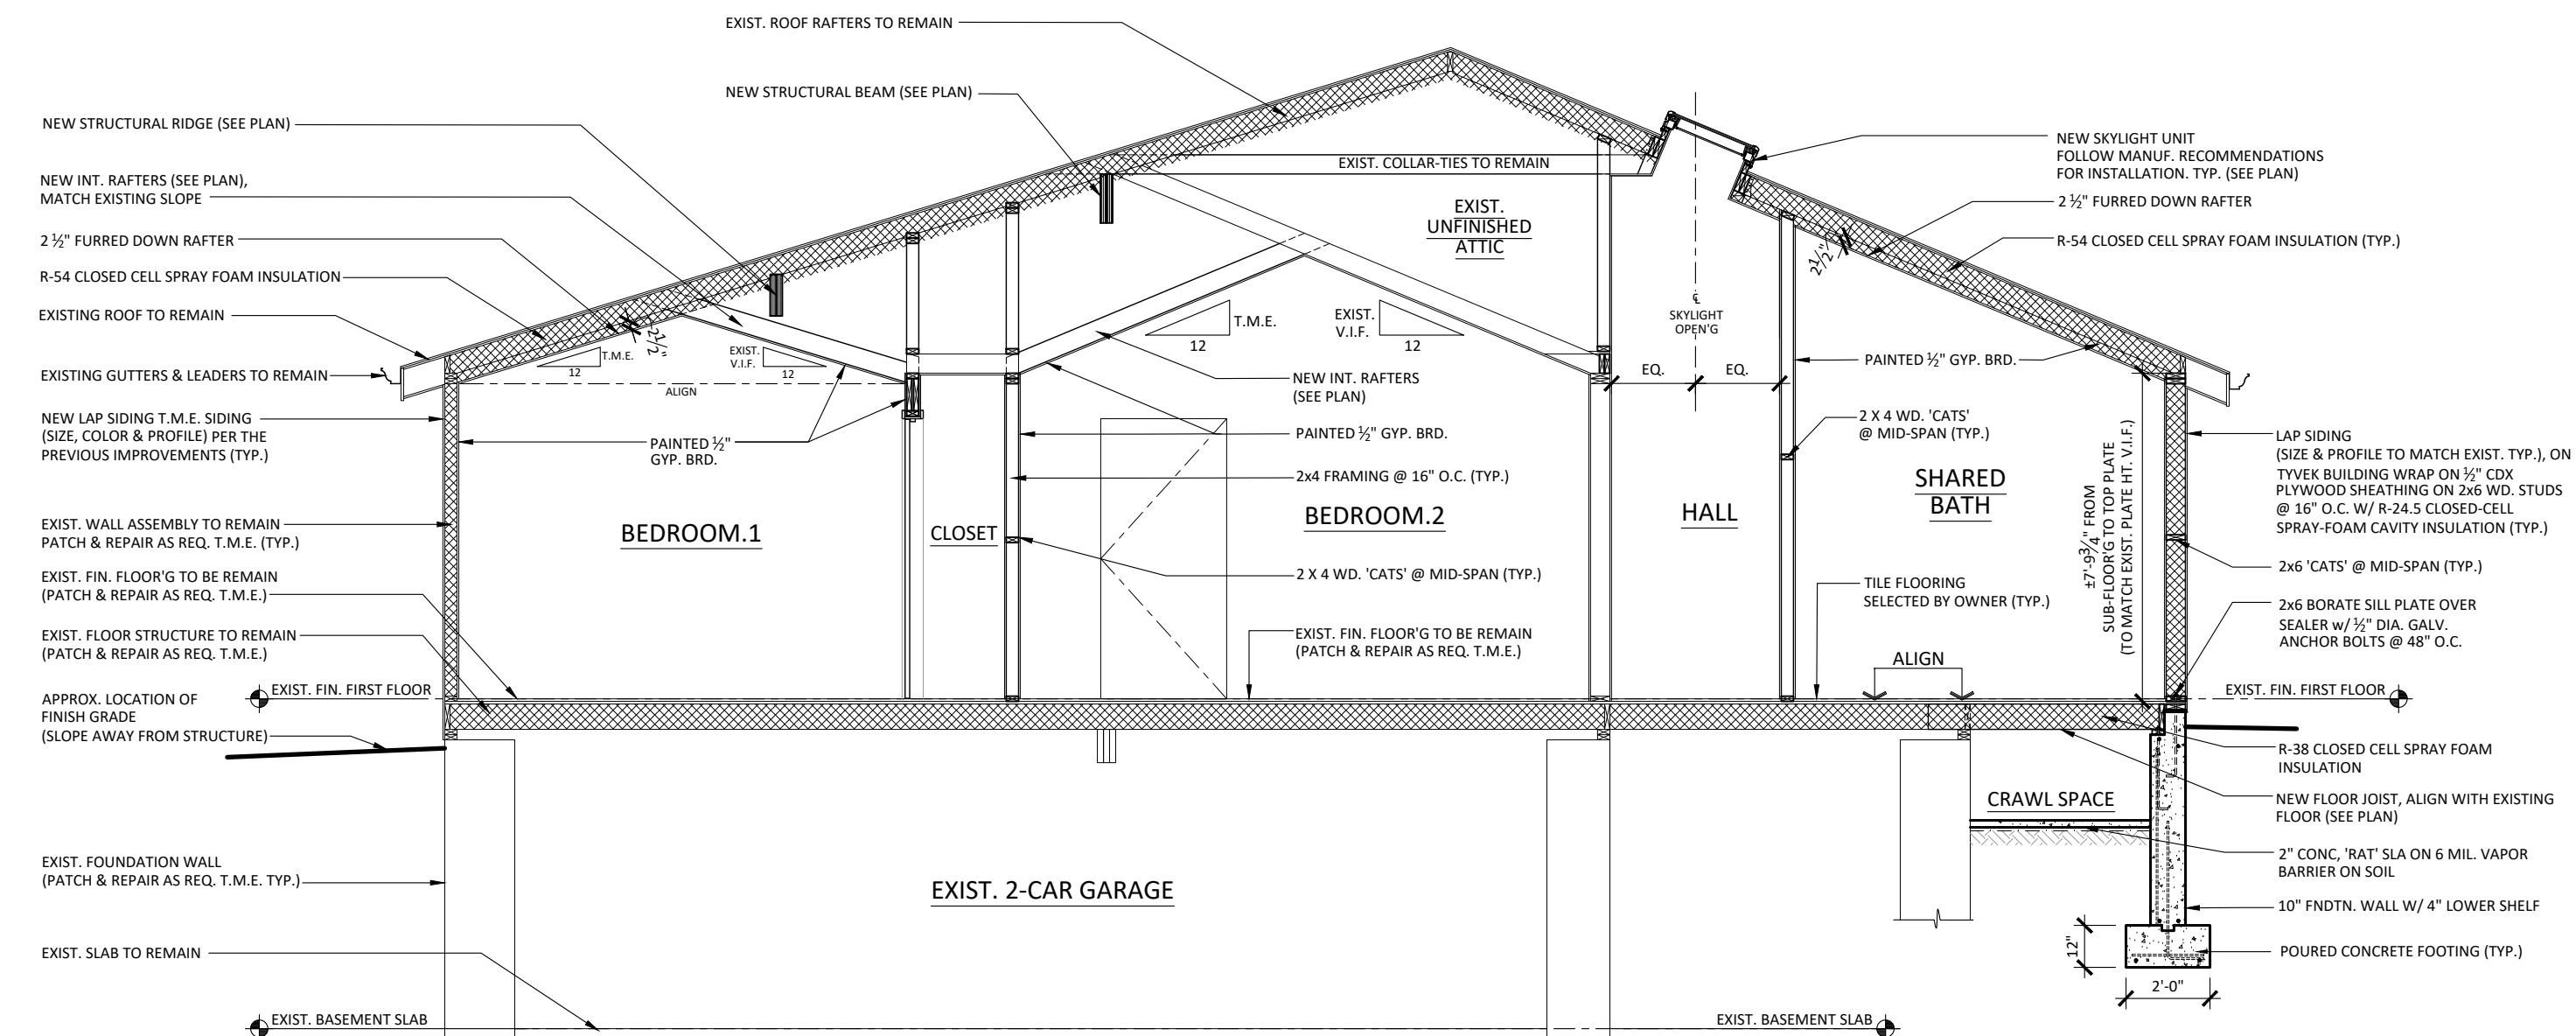 EXIST. ROOF RAFTERS TO REMAIN
NEW STRUCTURAL BEAM (SEE PLAN)
NEW STRUCTURAL RIDGE (SEE PLAN)
NEW INT. RAFTERS (SEE PLAN),
MATCH EXISTING SLOPE
2 ½" FURRED DOWN RAFTER
R-54 CLOSED CELL SPRAY FOAM INSULATION
EXISTING ROOF TO REMAIN
EXISTING GUTTERS & LEADERS TO REMAIN
NEW LAP SIDING T.M.E. SIDING
(SIZE, COLOR & PROFILE) PER THE
PREVIOUS IMPROVEMENTS (TYP.)
EXIST. WALL ASSEMBLY TO REMAIN
PATCH & REPAIR AS REQ. T.M.E. (TYP.)
EXIST. FIN. FLOOR'G TO BE REMAIN
(PATCH & REPAIR AS REQ. T.M.E.)
EXIST. FLOOR STRUCTURE TO REMAIN
(PATCH & REPAIR AS REQ. T.M.E.)
APPROX. LOCATION OF
FINISH GRADE
(SLOPE AWAY FROM STRUCTURE)
EXIST. FIN. FIRST FLOOR
EXIST. FOUNDATION WALL
(PATCH & REPAIR AS REQ. T.M.E. TYP.)
EXIST. SLAB TO REMAIN
EXIST. BASEMENT SLAB
2½"
T.M.E.
12
EXIST.
V.I.F.
12
ALIGN
PAINTED ½"
GYP. BRD.
BEDROOM.1
CLOSET
EXIST. COLLAR-TIES TO REMAIN
EXIST.
UNFINISHED
ATTIC
T.M.E.
12
EXIST.
V.I.F.
12
NEW INT. RAFTERS
(SEE PLAN)
PAINTED ½" GYP. BRD.
2x4 FRAMING @ 16" O.C. (TYP.)
BEDROOM.2
2 X 4 WD. 'CATS' @ MID-SPAN (TYP.)
EXIST. FIN. FLOOR'G TO BE REMAIN
(PATCH & REPAIR AS REQ. T.M.E.)
EXIST. 2-CAR GARAGE
℄
SKYLIGHT
OPEN'G
EQ.
EQ.
HALL
2½"
PAINTED ½" GYP. BRD.
2 X 4 WD. 'CATS'
@ MID-SPAN (TYP.)
SHARED
BATH
TILE FLOORING
SELECTED BY OWNER (TYP.)
ALIGN
±7'-9¾" FROM
SUB-FLOOR'G TO TOP PLATE
(TO MATCH EXIST. PLATE HT. V.I.F.)
CRAWL SPACE
12"
2'-0"
EXIST. BASEMENT SLAB
NEW SKYLIGHT UNIT
FOLLOW MANUF. RECOMMENDATIONS
FOR INSTALLATION. TYP. (SEE PLAN)
2 ½" FURRED DOWN RAFTER
R-54 CLOSED CELL SPRAY FOAM INSULATION (TYP.)
LAP SIDING
(SIZE & PROFILE TO MATCH EXIST. TYP.), ON
TYVEK BUILDING WRAP ON ½" CDX
PLYWOOD SHEATHING ON 2x6 WD. STUDS
@ 16" O.C. W/ R-24.5 CLOSED-CELL
SPRAY-FOAM CAVITY INSULATION (TYP.)
2x6 'CATS' @ MID-SPAN (TYP.)
2x6 BORATE SILL PLATE OVER
SEALER w/ ½" DIA. GALV.
ANCHOR BOLTS @ 48" O.C.
EXIST. FIN. FIRST FLOOR
R-38 CLOSED CELL SPRAY FOAM
INSULATION
NEW FLOOR JOIST, ALIGN WITH EXISTING
FLOOR (SEE PLAN)
2" CONC, 'RAT' SLA ON 6 MIL. VAPOR
BARRIER ON SOIL
10" FNDTN. WALL W/ 4" LOWER SHELF
POURED CONCRETE FOOTING (TYP.)